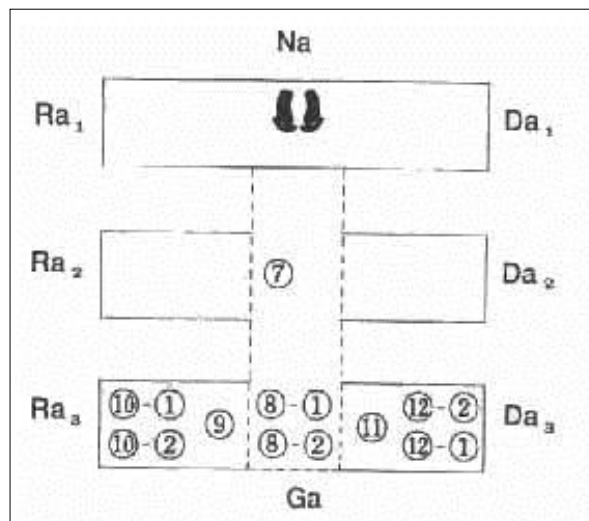 Na
Ra₁ Da₁
Ra₂ ⑦ Da₂
Ra₃ ⑩-① ⑨ ⑧-① ⑪ ⑫-② Da₃
⑩-② ⑧-② ⑫-①
Ga